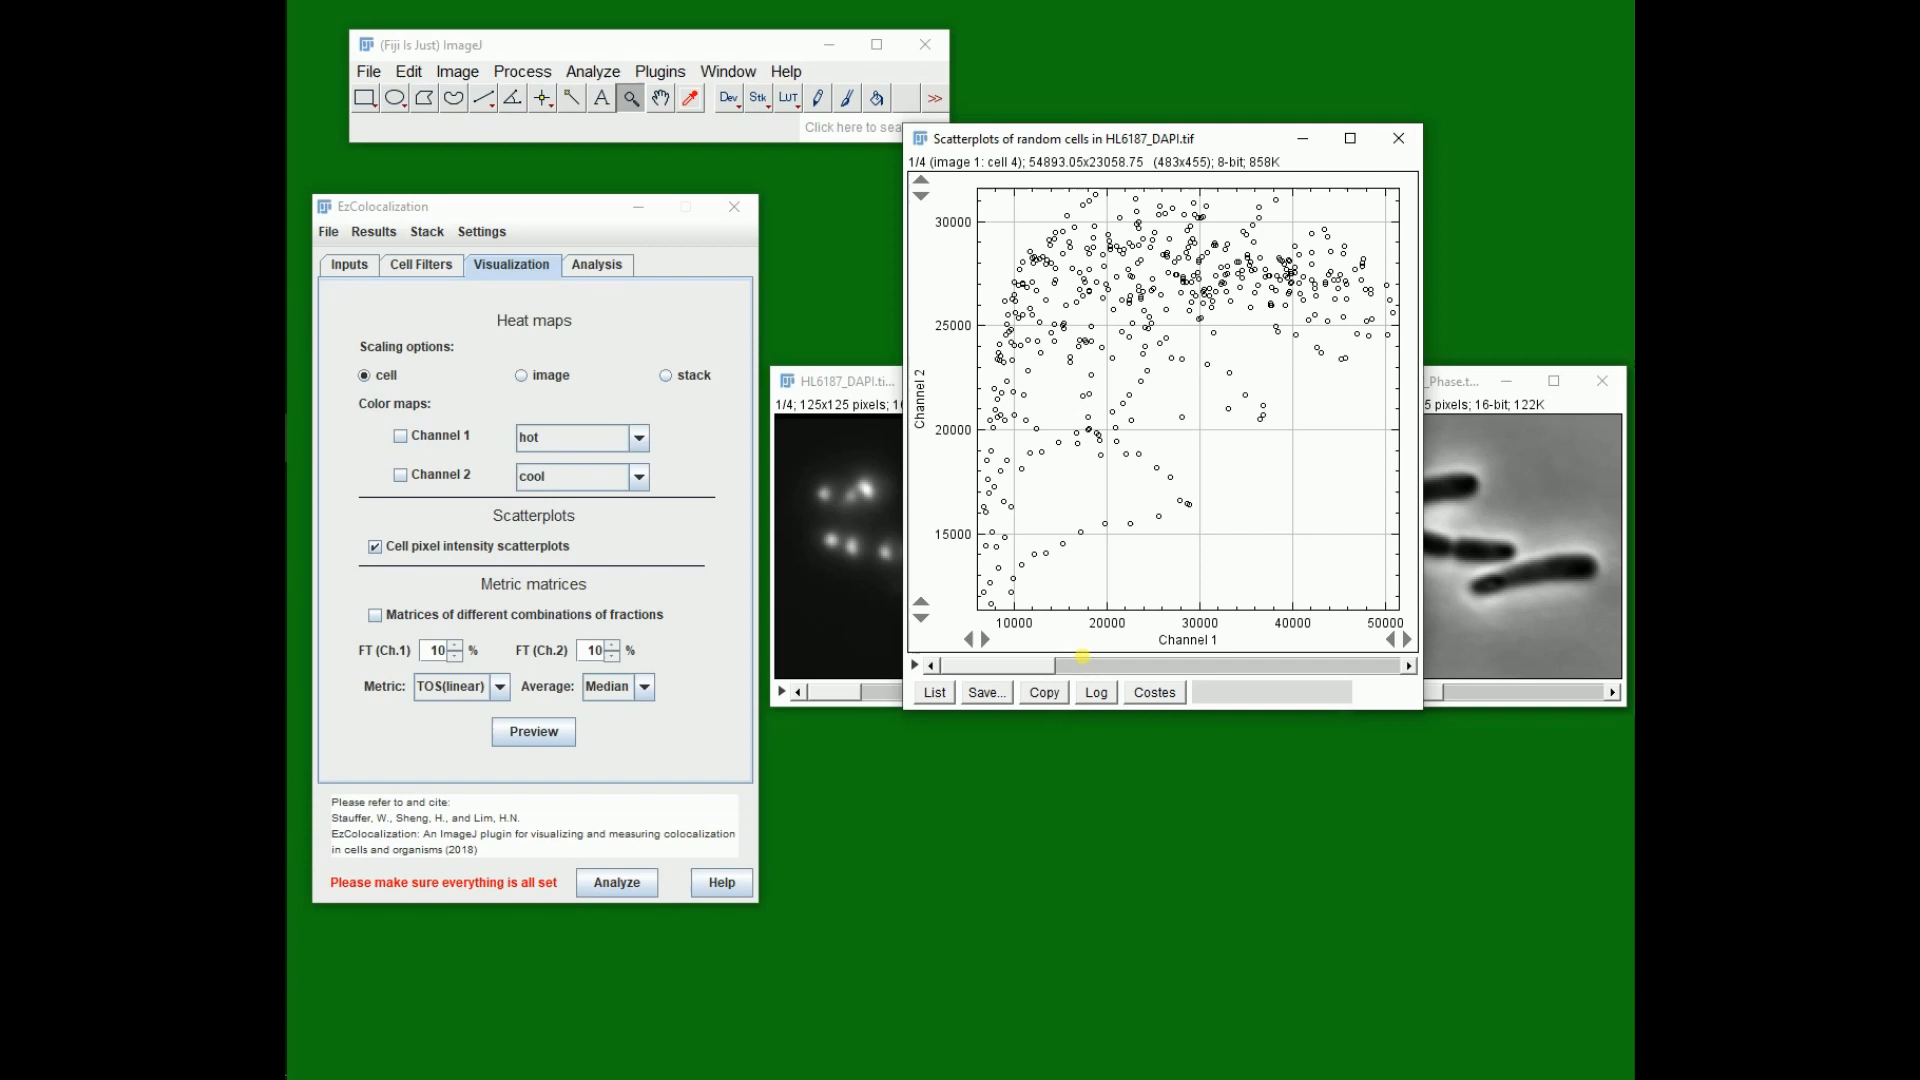 (Fiji Is Just) ImageJ
File Edit Image Process Analyze Plugins Window Help
Dev Stk LUT >>
Click here to sea
Scatterplots of random cells in HL6187_DAPI.tif
1/4 (image 1: cell 4); 54893.05x23058.75 (483x455); 8-bit; 858K
30000
25000
20000
15000
Channel 2
10000 20000 30000 40000 50000
Channel 1
List Save... Copy Log Costes
EzColocalization
File Results Stack Settings
Inputs Cell Filters Visualization Analysis
Heat maps
Scaling options:
cell image stack
Color maps:
Channel 1 hot
Channel 2 cool
Scatterplots
Cell pixel intensity scatterplots
Metric matrices
Matrices of different combinations of fractions
FT (Ch.1) 10 % FT (Ch.2) 10 %
Metric: TOS(linear) Average: Median
Preview
Please refer to and cite:
Stauffer, W., Sheng, H., and Lim, H.N.
EzColocalization: An ImageJ plugin for visualizing and measuring colocalization
in cells and organisms (2018)
Please make sure everything is all set Analyze Help
HL6187_DAPI.ti...
1/4; 125x125 pixels; 1
_Phase.t...
5 pixels; 16-bit; 122K